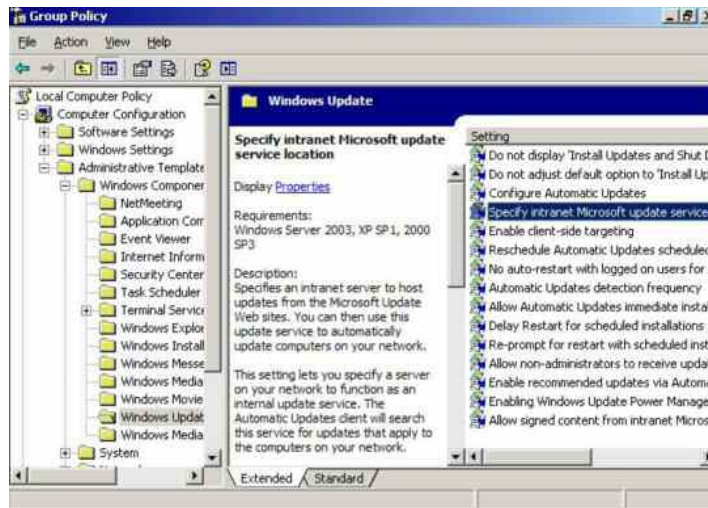 Group Policy
File Action View Help
Local Computer Policy
Computer Configuration
Software Settings
Windows Settings
Administrative Template
Windows Componer
NetMeeting
Application Com
Event Viewer
Internet Inform
Security Center
Task Scheduler
Terminal Service
Windows Explor
Windows Install
Windows Messe
Windows Media
Windows Movie
Windows Updat
Windows Media
System
Windows Update
Specify intranet Microsoft update
service location
Display Properties
Requirements:
Windows Server 2003, XP SP1, 2000
SP3
Description:
Specifies an intranet server to host
updates from the Microsoft Update
Web sites. You can then use this
update service to automatically
update computers on your network.
This setting lets you specify a server
on your network to function as an
internal update service. The
Automatic Updates client will search
this service for updates that apply to
the computers on your network.
Setting
Do not display 'Install Updates and Shut D
Do not adjust default option to 'Install Up
Configure Automatic Updates
Specify intranet Microsoft update service
Enable client-side targeting
Reschedule Automatic Updates scheduled
No auto-restart with logged on users for
Automatic Updates detection frequency
Allow Automatic Updates immediate instal
Delay Restart for scheduled installations
Re-prompt for restart with scheduled inst
Allow non-administrators to receive updat
Enable recommended updates via Automa
Enabling Windows Update Power Manage
Allow signed content from intranet Micros
Extended Standard